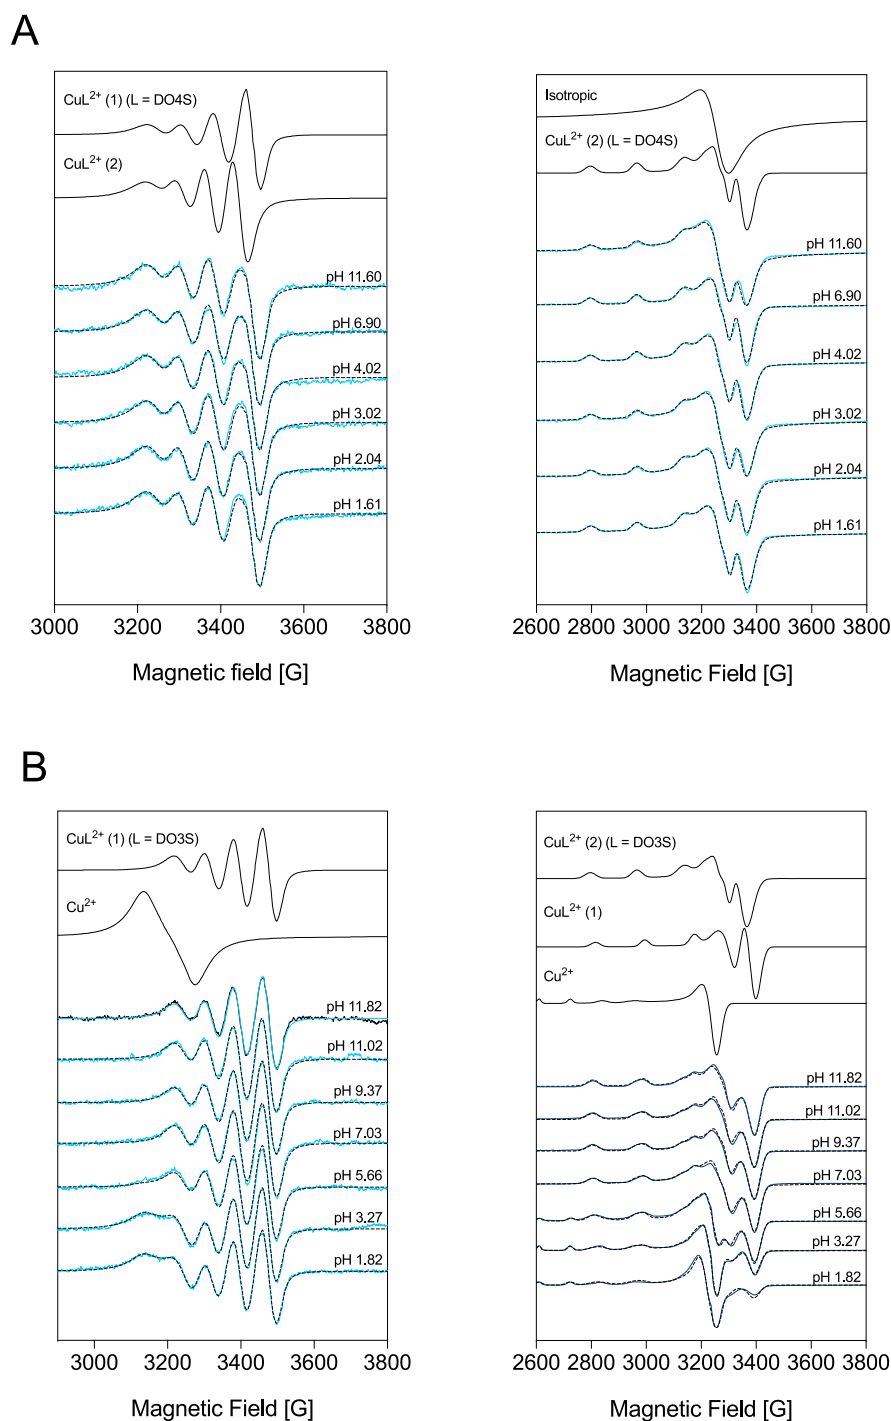 A
CuL²⁺ (1) (L = DO4S)
CuL²⁺ (2)
pH 11.60
pH 6.90
pH 4.02
pH 3.02
pH 2.04
pH 1.61
3000 3200 3400 3600 3800
Magnetic field [G]
Isotropic
CuL²⁺ (2) (L = DO4S)
pH 11.60
pH 6.90
pH 4.02
pH 3.02
pH 2.04
pH 1.61
2600 2800 3000 3200 3400 3600 3800
Magnetic Field [G]
B
CuL²⁺ (1) (L = DO3S)
Cu²⁺
pH 11.82
pH 11.02
pH 9.37
pH 7.03
pH 5.66
pH 3.27
pH 1.82
3000 3200 3400 3600 3800
Magnetic Field [G]
CuL²⁺ (2) (L = DO3S)
CuL²⁺ (1)
Cu²⁺
pH 11.82
pH 11.02
pH 9.37
pH 7.03
pH 5.66
pH 3.27
pH 1.82
2600 2800 3000 3200 3400 3600 3800
Magnetic Field [G]